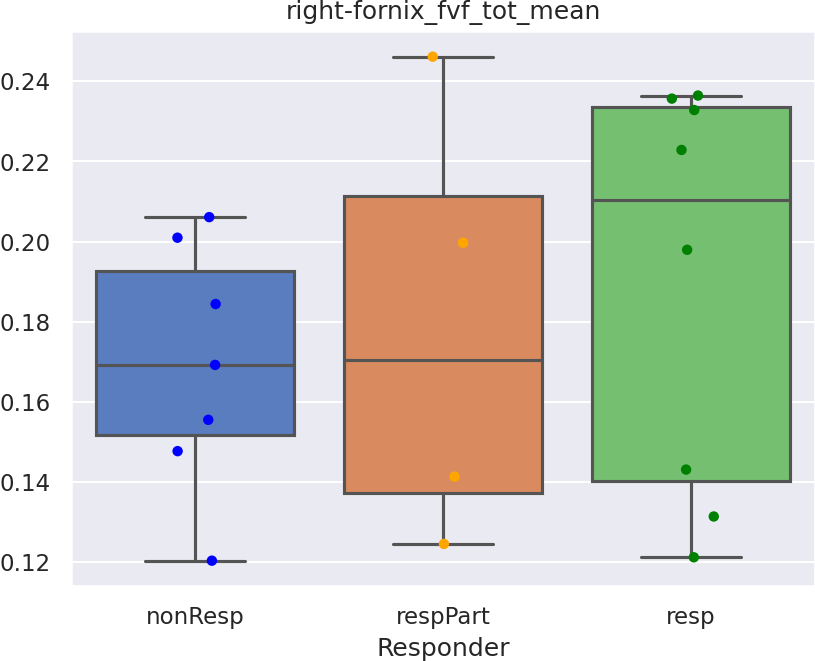 right-fornix_fvf_tot_mean
0.24
0.22
0.20
0.18
0.16
0.14
0.12
nonResp respPart resp
Responder